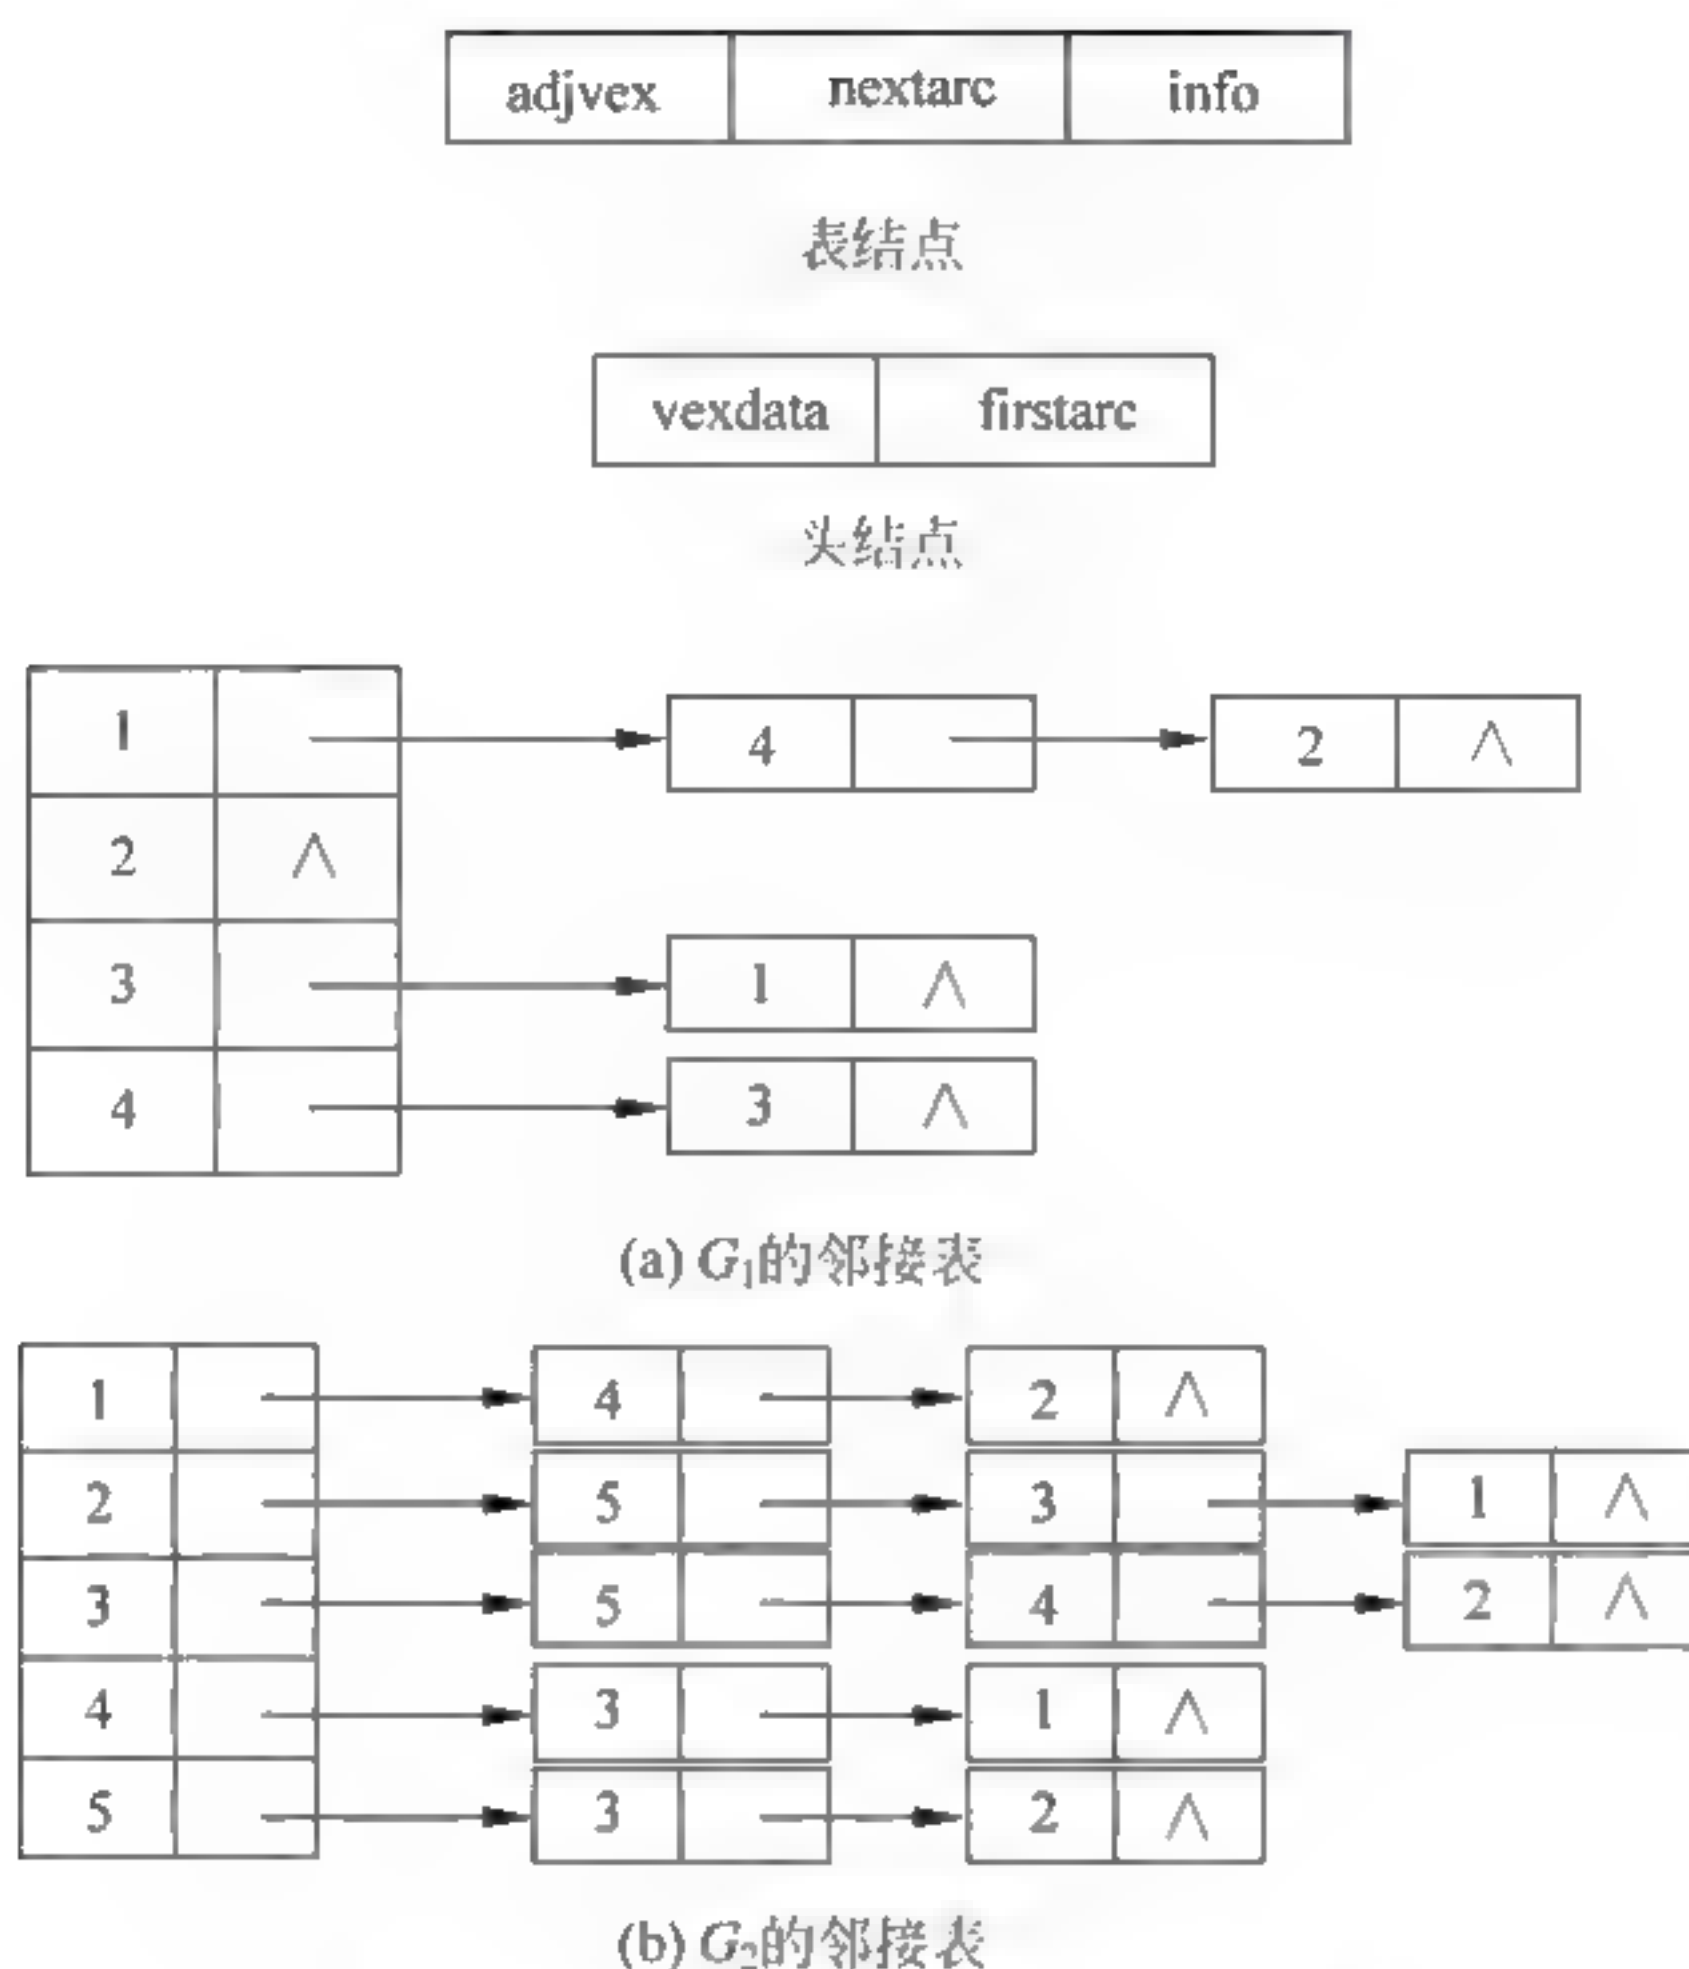 adjvex nextarc info
表结点
vexdata firstarc
头结点
1 4 2 ∧
2 ∧
3 1 ∧
4 3 ∧
(a) G₁的邻接表
1 4 2 ∧
2 5 3 1 ∧
3 5 4 2 ∧
4 3 1 ∧
5 3 2 ∧
(b) G₂的邻接表